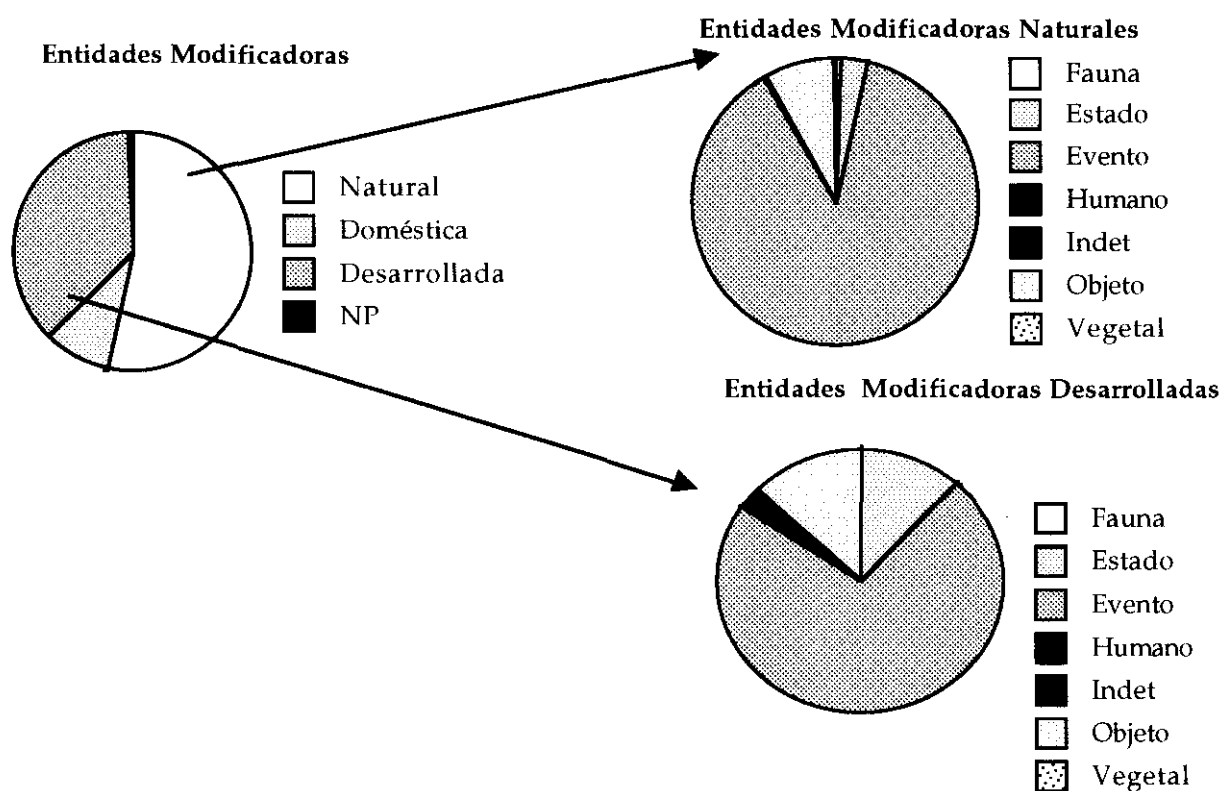 Entidades Modificadoras
Natural
Doméstica
Desarrollada
NP
Entidades Modificadoras Naturales
Fauna
Estado
Evento
Humano
Indet
Objeto
Vegetal
Entidades Modificadoras Desarrolladas
Fauna
Estado
Evento
Humano
Indet
Objeto
Vegetal